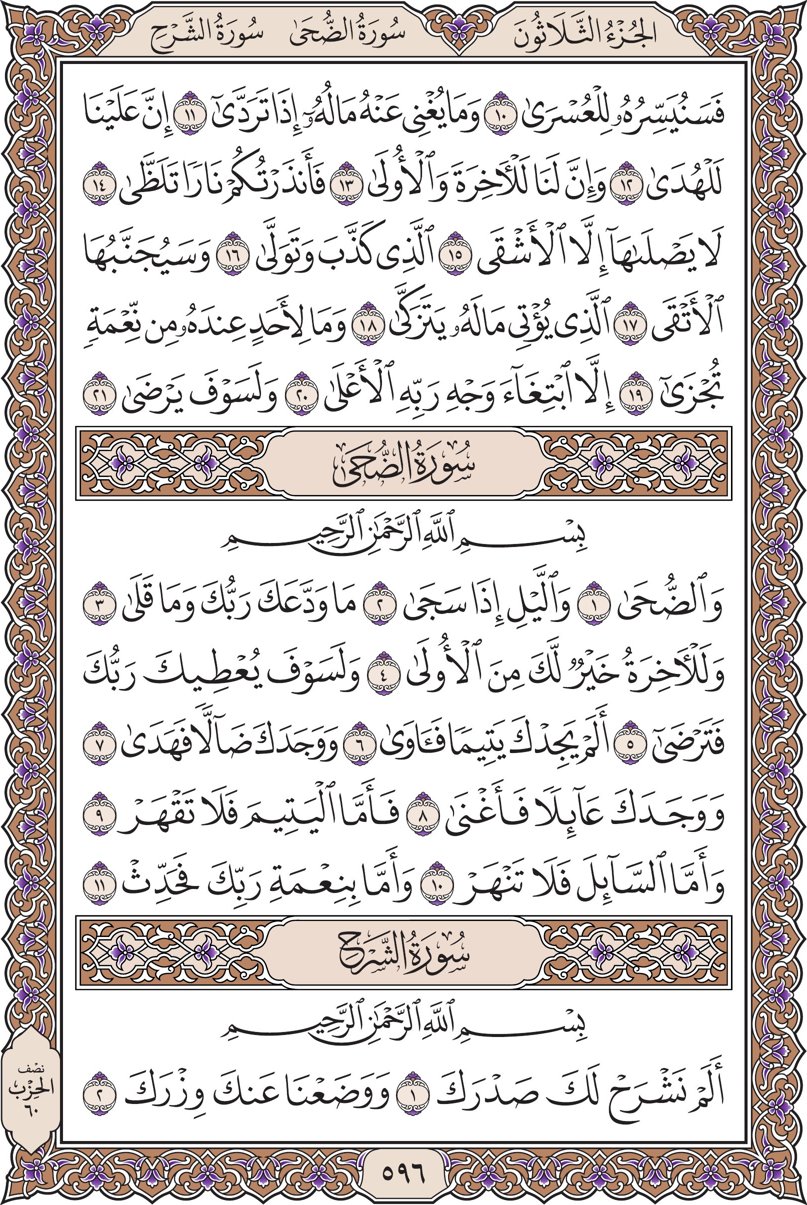 الجُزْءُ الثَّلَاثُونَ سُورَةُ الضُّحَىٰ سُورَةُ الشَّرْحِ
فَسَنُيَسِّرُهُۥ لِلْعُسْرَىٰ ١٠ وَمَا يُغْنِي عَنْهُ مَالُهُۥٓ إِذَا تَرَدَّىٰٓ ١١ إِنَّ عَلَيْنَا
لَلْهُدَىٰ ١٢ وَإِنَّ لَنَا لَلْـَٔاخِرَةَ وَٱلْأُولَىٰ ١٣ فَأَنذَرْتُكُمْ نَارًا تَلَظَّىٰ ١٤
لَا يَصْلَىٰهَآ إِلَّا ٱلْأَشْقَى ١٥ ٱلَّذِى كَذَّبَ وَتَوَلَّىٰ ١٦ وَسَيُجَنَّبُهَا
ٱلْأَتْقَى ١٧ ٱلَّذِى يُؤْتِى مَالَهُۥ يَتَزَكَّىٰ ١٨ وَمَا لِأَحَدٍ عِندَهُۥ مِن نِّعْمَةٍ
تُجْزَىٰٓ ١٩ إِلَّا ٱبْتِغَآءَ وَجْهِ رَبِّهِ ٱلْأَعْلَىٰ ٢٠ وَلَسَوْفَ يَرْضَىٰ ٢١
سُورَةُ الضُّحَىٰ
بِسْمِ ٱللَّهِ ٱلرَّحْمَٰنِ ٱلرَّحِيمِ
وَٱلضُّحَىٰ ١ وَٱلَّيْلِ إِذَا سَجَىٰ ٢ مَا وَدَّعَكَ رَبُّكَ وَمَا قَلَىٰ ٣
وَلَلْـَٔاخِرَةُ خَيْرٌ لَّكَ مِنَ ٱلْأُولَىٰ ٤ وَلَسَوْفَ يُعْطِيكَ رَبُّكَ
فَتَرْضَىٰٓ ٥ أَلَمْ يَجِدْكَ يَتِيمًا فَـَٔاوَىٰ ٦ وَوَجَدَكَ ضَآلًّا فَهَدَىٰ ٧
وَوَجَدَكَ عَآئِلًا فَأَغْنَىٰ ٨ فَأَمَّا ٱلْيَتِيمَ فَلَا تَقْهَرْ ٩
وَأَمَّا ٱلسَّآئِلَ فَلَا تَنْهَرْ ١٠ وَأَمَّا بِنِعْمَةِ رَبِّكَ فَحَدِّثْ ١١
سُورَةُ الشَّرْحِ
بِسْمِ ٱللَّهِ ٱلرَّحْمَٰنِ ٱلرَّحِيمِ
أَلَمْ نَشْرَحْ لَكَ صَدْرَكَ ١ وَوَضَعْنَا عَنكَ وِزْرَكَ ٢
نصْف
الحِزْب
٦٠
٥٩٦